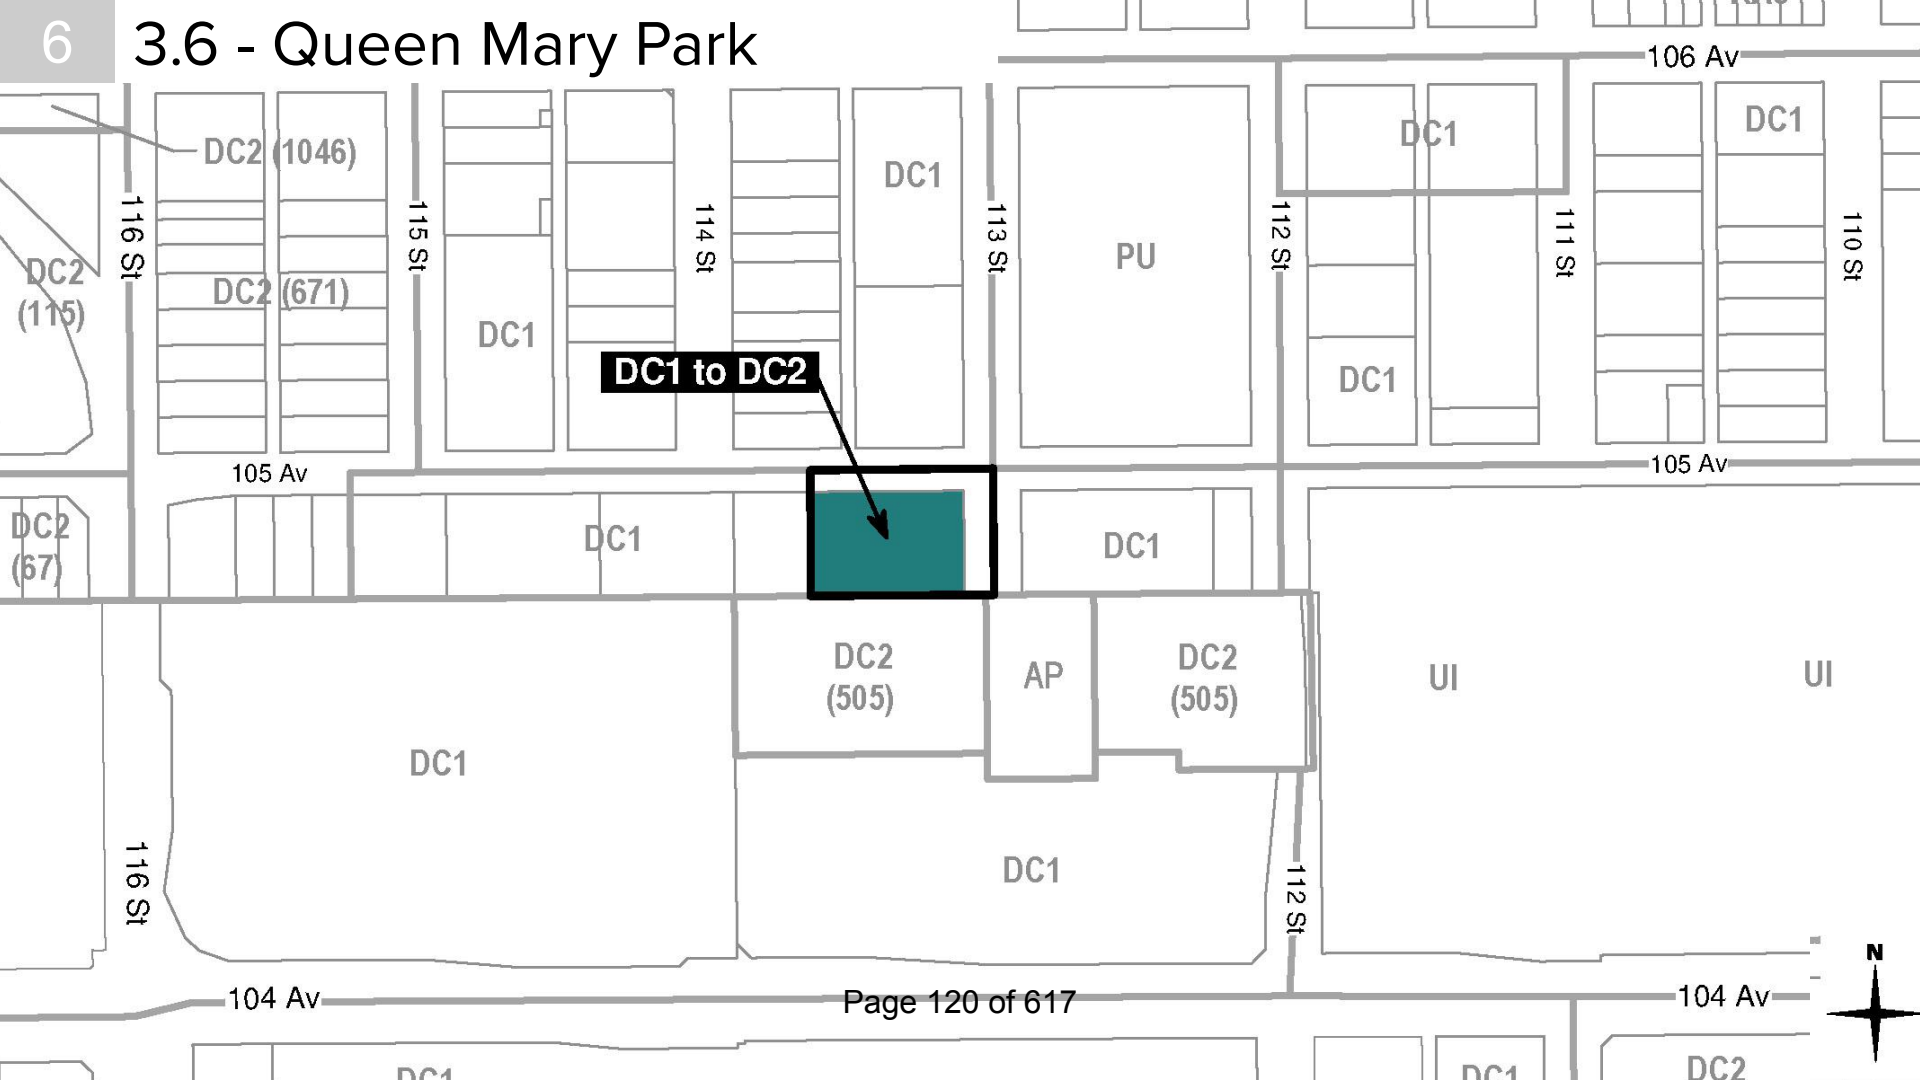 6
3.6 - Queen Mary Park
106 Av
DC2 (1046)
DC1
DC1
DC1
116 St
115 St
114 St
113 St
112 St
111 St
110 St
DC2
(115)
DC2 (671)
PU
DC1
DC1 to DC2
DC1
105 Av
105 Av
DC2
(67)
DC1
DC1
DC2
(505)
AP
DC2
(505)
UI
UI
DC1
DC1
116 St
112 St
N
104 Av
Page 120 of 617
104 Av
DC1
DC1
DC2